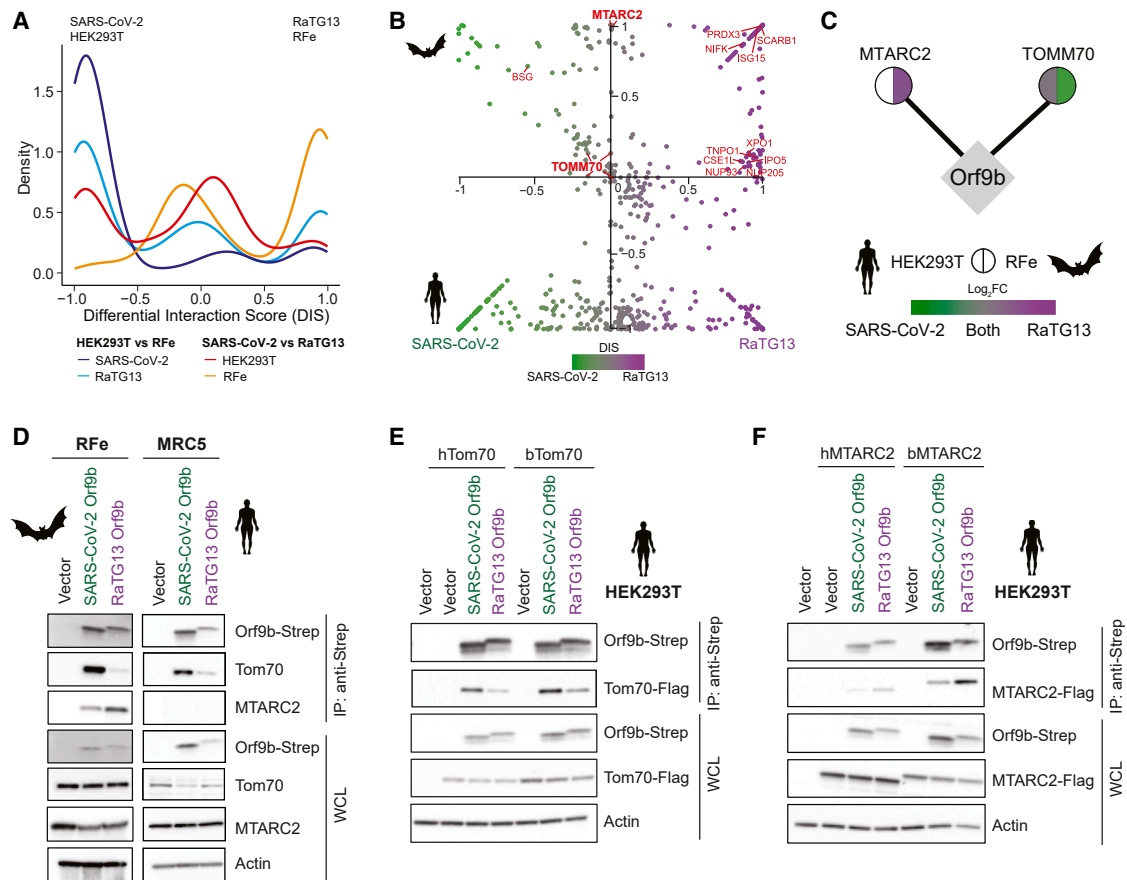 A
SARS-CoV-2
HEK293T
RaTG13
RFe
Density
1.5
1.0
0.5
0.0
−1.0
−0.5
0.0
0.5
1.0
Differential Interaction Score (DIS)
HEK293T vs RFe
SARS-CoV-2 vs RaTG13
SARS-CoV-2
HEK293T
RaTG13
RFe
B
MTARC2
1
PRDX3
SCARB1
NIFK
ISG15
BSG
0.5
XPO1
TNPO1
TOMM70
CSE1L
IPO5
NUP93
NUP205
-1
−0.5
0
0.5
1
−0.5
−1
SARS-CoV-2
RaTG13
DIS
SARS-CoV-2
RaTG13
C
MTARC2
TOMM70
Orf9b
HEK293T
RFe
Log2FC
SARS-CoV-2
Both
RaTG13
D
RFe
MRC5
Vector
SARS-CoV-2 Orf9b
RaTG13 Orf9b
Vector
SARS-CoV-2 Orf9b
RaTG13 Orf9b
Orf9b-Strep
Tom70
MTARC2
IP: anti-Strep
Orf9b-Strep
Tom70
MTARC2
Actin
WCL
E
hTom70
bTom70
Vector
Vector
SARS-CoV-2 Orf9b
RaTG13 Orf9b
Vector
SARS-CoV-2 Orf9b
RaTG13 Orf9b
HEK293T
Orf9b-Strep
Tom70-Flag
IP: anti-Strep
Orf9b-Strep
Tom70-Flag
Actin
WCL
F
hMTARC2
bMTARC2
Vector
Vector
SARS-CoV-2 Orf9b
RaTG13 Orf9b
Vector
SARS-CoV-2 Orf9b
RaTG13 Orf9b
HEK293T
Orf9b-Strep
MTARC2-Flag
IP: anti-Strep
Orf9b-Strep
MTARC2-Flag
Actin
WCL